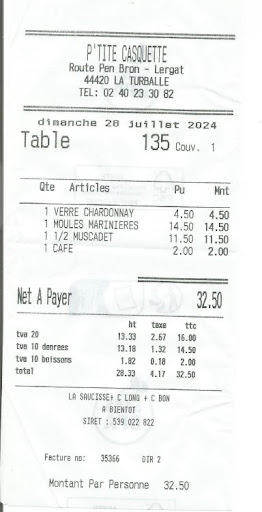 P'TITE CASQUETTE
Route Pen Bron - Lergat
44420 LA TURBALLE
TEL: 02 40 23 30 82
dimanche 28 juillet 2024
Table 135 Couv. 1
Qte Articles Pu Mnt
1 VERRE CHARDONNAY 4.50 4.50
1 MOULES MARINIERES 14.50 14.50
1 1/2 MUSCADET 11.50 11.50
1 CAFE 2.00 2.00
Net A Payer 32.50
ht taxe ttc
tva 20 13.33 2.67 16.00
tva 10 denrees 13.18 1.32 14.50
tva 10 boissons 1.82 0.18 2.00
total 28.33 4.17 32.50
LA SAUCISSE+ C LONG + C BON
A BIENTOT
SIRET : 539 022 822
Facture no: 35366 DIR 2
Montant Par Personne 32.50